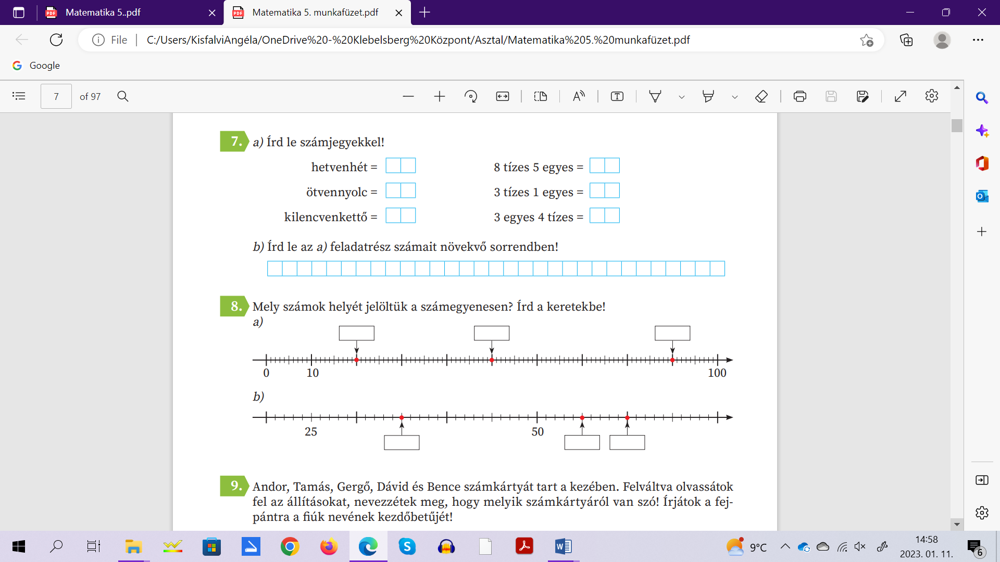 Matematika 5..pdf
Matematika 5. munkafüzet.pdf
File
C:/Users/KisfalviAngéla/OneDrive%20-%20Klebelsberg%20Központ/Asztal/Matematika%205.%20munkafüzet.pdf
Google
7 of 97
7. a) Írd le számjegyekkel!
hetvenhét = 8 tízes 5 egyes =
ötvennyolc = 3 tízes 1 egyes =
kilencvenkettő = 3 egyes 4 tízes =
b) Írd le az a) feladatrész számait növekvő sorrendben!
8. Mely számok helyét jelöltük a számegyenesen? Írd a keretekbe!
a)
0 10 100
b)
25 50
9. Andor, Tamás, Gergő, Dávid és Bence számkártyát tart a kezében. Felváltva olvassátok
fel az állításokat, nevezzétek meg, hogy melyik számkártyáról van szó! Írjátok a fej-
pántra a fiúk nevének kezdőbetűjét!
9°C
14:58
2023. 01. 11.
6